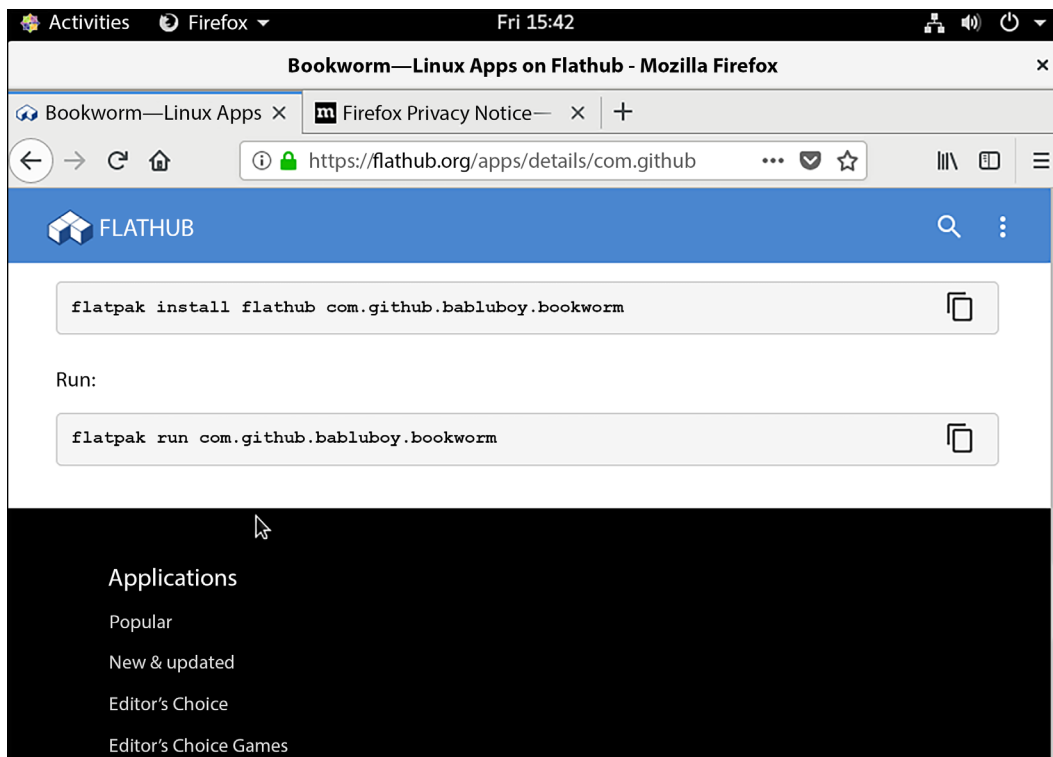 Activities Firefox Fri 15:42
Bookworm—Linux Apps on Flathub - Mozilla Firefox
Bookworm—Linux Apps Firefox Privacy Notice—
https://flathub.org/apps/details/com.github
FLATHUB
flatpak install flathub com.github.babluboy.bookworm
Run:
flatpak run com.github.babluboy.bookworm
Applications
Popular
New & updated
Editor’s Choice
Editor’s Choice Games